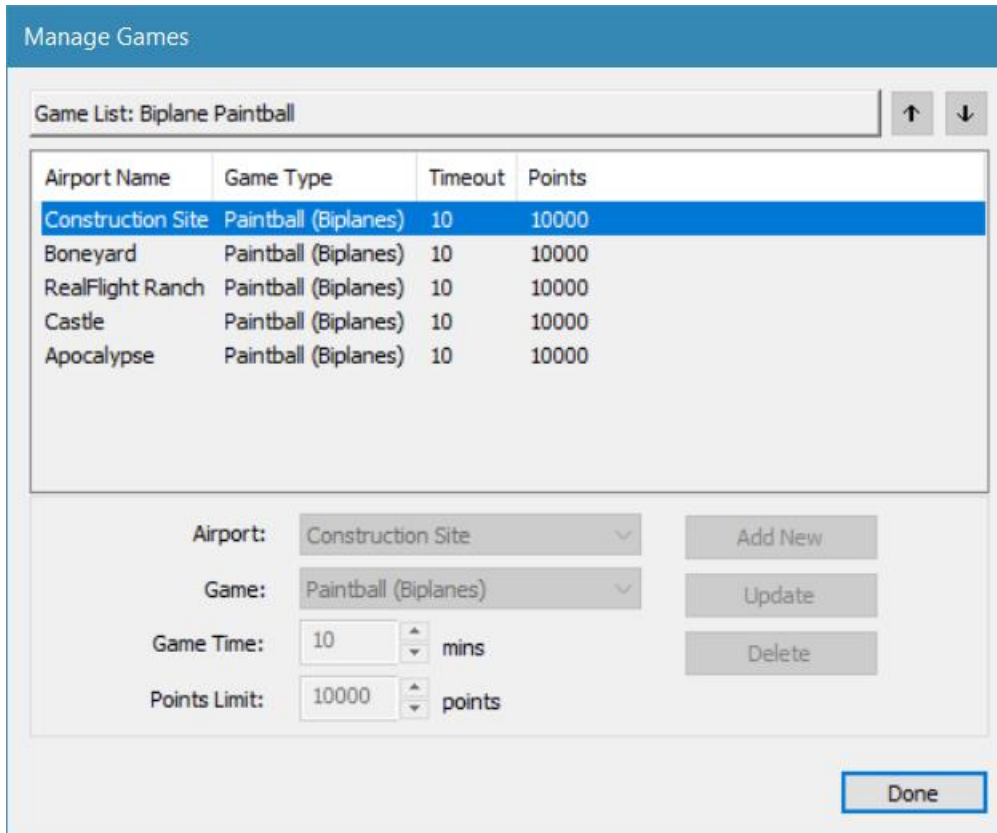 Manage Games
Game List: Biplane Paintball
Airport Name Game Type Timeout Points
Construction Site Paintball (Biplanes) 10 10000
Boneyard Paintball (Biplanes) 10 10000
RealFlight Ranch Paintball (Biplanes) 10 10000
Castle Paintball (Biplanes) 10 10000
Apocalypse Paintball (Biplanes) 10 10000
Airport: Construction Site Add New
Game: Paintball (Biplanes) Update
Game Time: 10 mins Delete
Points Limit: 10000 points
Done